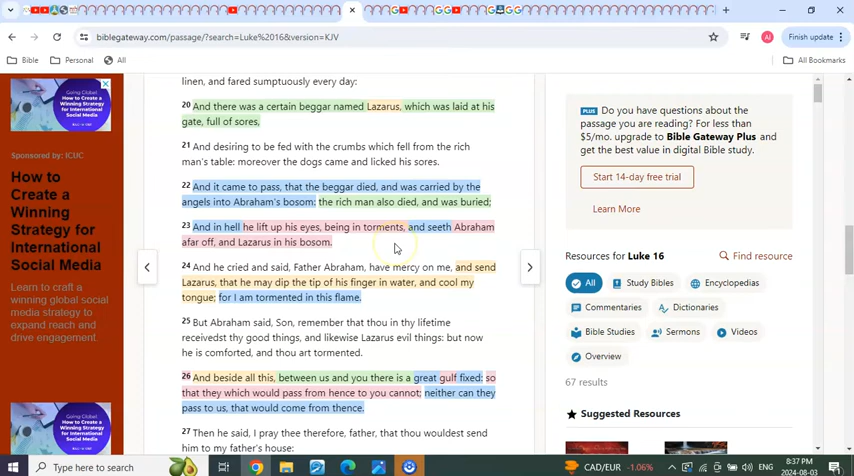 Finish update
biblegateway.com/passage/?search=Luke%2016&version=KJV
AI
Bible
Personal
All
All Bookmarks
Going Global!
How to
Create a
Winning
Strategy for
International
Social Media
Sponsored by: ICUC
How to
Create a
Winning
Strategy for
International
Social Media
Learn to craft a
winning global social
media strategy to
expand reach and
drive engagement.
Going Global!
How to
Create a
linen, and fared sumptuously every day:
20 And there was a certain beggar named Lazarus, which was laid at his
gate, full of sores,
21 And desiring to be fed with the crumbs which fell from the rich
man's table: moreover the dogs came and licked his sores.
22 And it came to pass, that the beggar died, and was carried by the
angels into Abraham's bosom: the rich man also died, and was buried;
23 And in hell he lift up his eyes, being in torments, and seeth Abraham
afar off, and Lazarus in his bosom.
24 And he cried and said, Father Abraham, have mercy on me, and send
Lazarus, that he may dip the tip of his finger in water, and cool my
tongue; for I am tormented in this flame.
25 But Abraham said, Son, remember that thou in thy lifetime
receivedst thy good things, and likewise Lazarus evil things: but now
he is comforted, and thou art tormented.
26 And beside all this, between us and you there is a great gulf fixed: so
that they which would pass from hence to you cannot; neither can they
pass to us, that would come from thence.
27 Then he said, I pray thee therefore, father, that thou wouldest send
him to my father's house:
PLUS Do you have questions about the
passage you are reading? For less than
$5/mo. upgrade to Bible Gateway Plus and
get the best value in digital Bible study.
Start 14-day free trial
Learn More
Resources for Luke 16
Find resource
All
Study Bibles
Encyclopedias
Commentaries
Dictionaries
Bible Studies
Sermons
Videos
Overview
67 results
Suggested Resources
Type here to search
CAD/EUR -1.06%
ENG
8:37 PM
2024-08-03